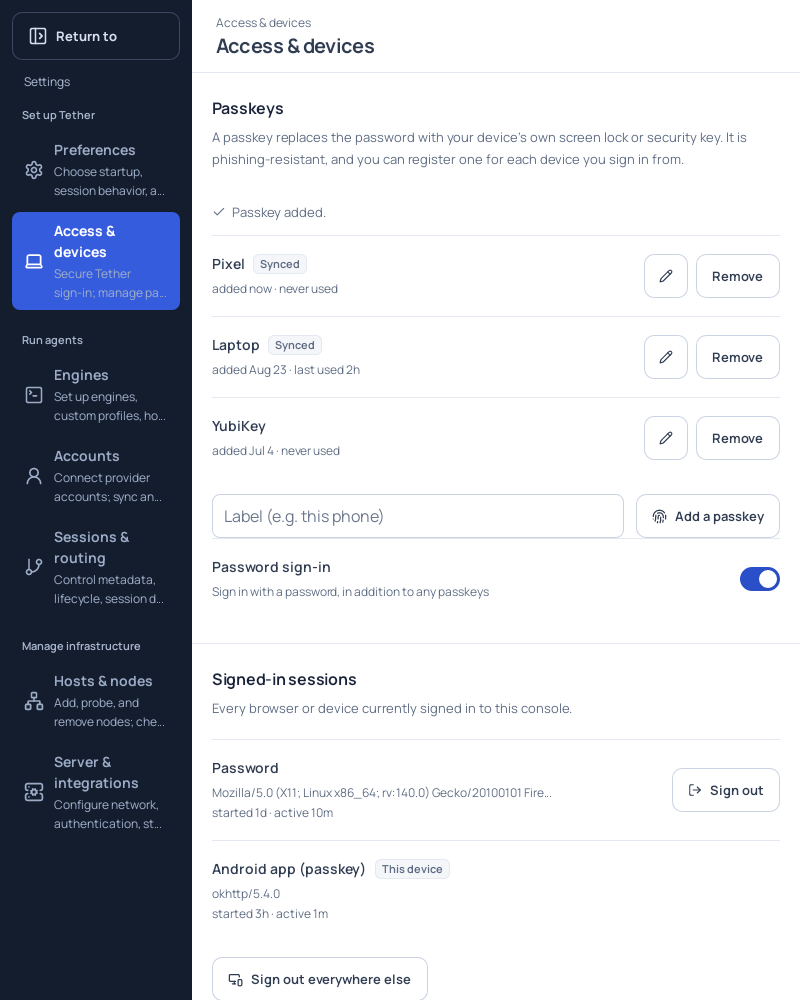 Return to
Settings
Set up Tether
Preferences
Choose startup,
session behavior, a...
Access &
devices
Secure Tether
sign-in; manage pa...
Run agents
Engines
Set up engines,
custom profiles, ho...
Accounts
Connect provider
accounts; sync an...
Sessions &
routing
Control metadata,
lifecycle, session d...
Manage infrastructure
Hosts & nodes
Add, probe, and
remove nodes; che...
Server &
integrations
Configure network,
authentication, st...
Access & devices
Access & devices
Passkeys
A passkey replaces the password with your device's own screen lock or security key. It is
phishing-resistant, and you can register one for each device you sign in from.
Passkey added.
Pixel Synced
added now · never used
Remove
Laptop Synced
added Aug 23 · last used 2h
Remove
YubiKey
added Jul 4 · never used
Remove
Label (e.g. this phone)
Add a passkey
Password sign-in
Sign in with a password, in addition to any passkeys
Signed-in sessions
Every browser or device currently signed in to this console.
Password
Mozilla/5.0 (X11; Linux x86_64; rv:140.0) Gecko/20100101 Fire...
started 1d · active 10m
Sign out
Android app (passkey) This device
okhttp/5.4.0
started 3h · active 1m
Sign out everywhere else